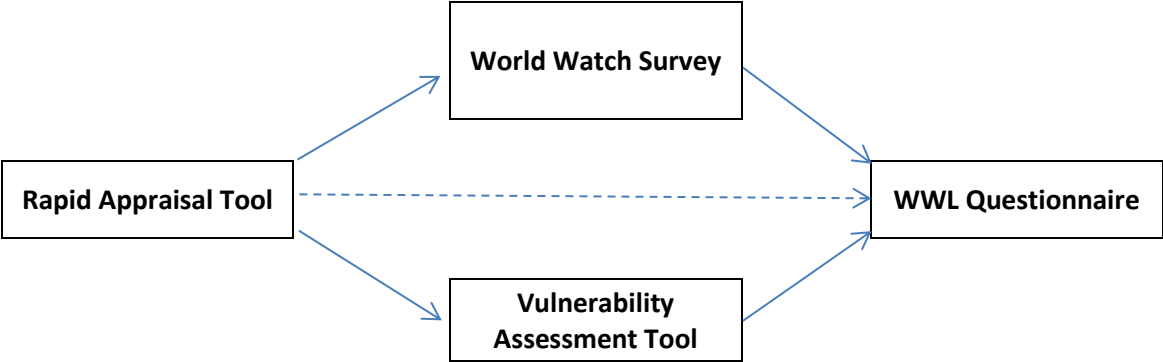 World Watch Survey
Rapid Appraisal Tool
WWL Questionnaire
Vulnerability
Assessment Tool